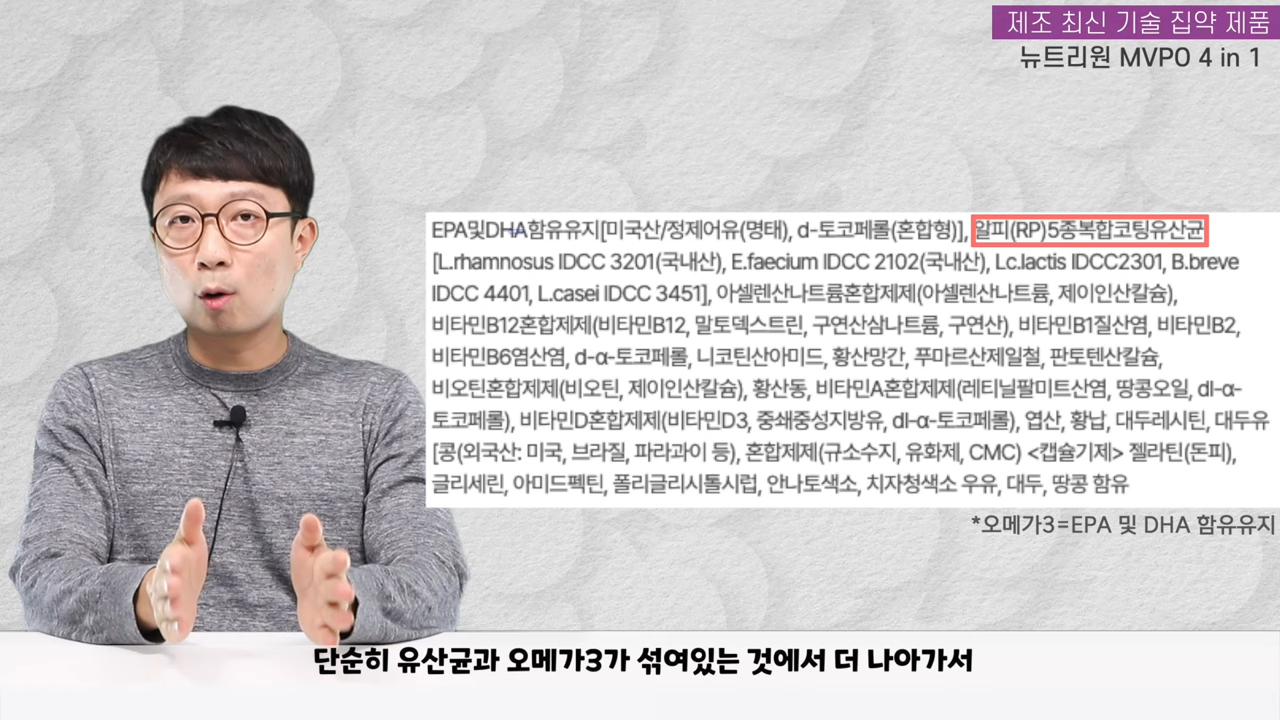 제조 최신 기술 집약 제품
뉴트리원 MVPO 4 in 1
EPA및DHA함유유지[미국산/정제어유(명태), d-토코페롤(혼합형)], 알피(RP)5종복합코팅유산균
[L.rhamnosus IDCC 3201(국내산), E.faecium IDCC 2102(국내산), Lc.lactis IDCC2301, B.breve
IDCC 4401, L.casei IDCC 3451], 아셀렌산나트륨혼합제제(아셀렌산나트륨, 제이인산칼슘),
비타민B12혼합제제(비타민B12, 말토덱스트린, 구연산삼나트륨, 구연산), 비타민B1질산염, 비타민B2,
비타민B6염산염, d-α-토코페롤, 니코틴산아미드, 황산망간, 푸마르산제일철, 판토텐산칼슘,
비오틴혼합제제(비오틴, 제이인산칼슘), 황산동, 비타민A혼합제제(레티닐팔미트산염, 땅콩오일, dl-α-
토코페롤), 비타민D혼합제제(비타민D3, 중쇄중성지방유, dl-α-토코페롤), 엽산, 황납, 대두레시틴, 대두유
[콩(외국산: 미국, 브라질, 파라과이 등), 혼합제제(규소수지, 유화제, CMC) <캡슐기제> 젤라틴(돈피),
글리세린, 아미드펙틴, 폴리글리시톨시럽, 안나토색소, 치자청색소 우유, 대두, 땅콩 함유
*오메가3=EPA 및 DHA 함유유지
단순히 유산균과 오메가3가 섞여있는 것에서 더 나아가서